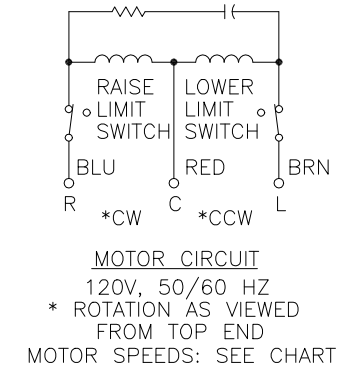 RAISE LOWER
LIMIT LIMIT
SWITCH SWITCH
BLU RED BRN
R C L
*CW *CCW
MOTOR CIRCUIT
120V, 50/60 HZ
* ROTATION AS VIEWED
FROM TOP END
MOTOR SPEEDS: SEE CHART